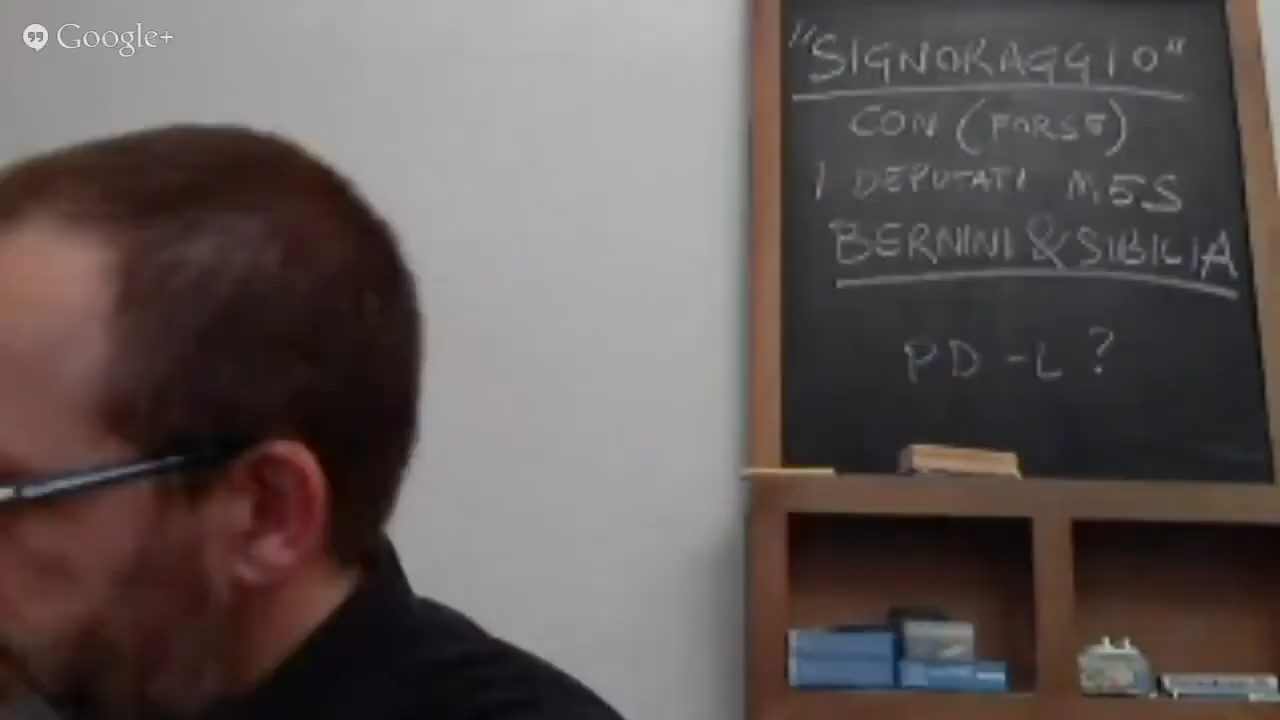 Google+
"SIGNORAGGIO"
CON (FORSE)
I DEPUTATI M5S
BERNINI & SIBILIA
PD-L?